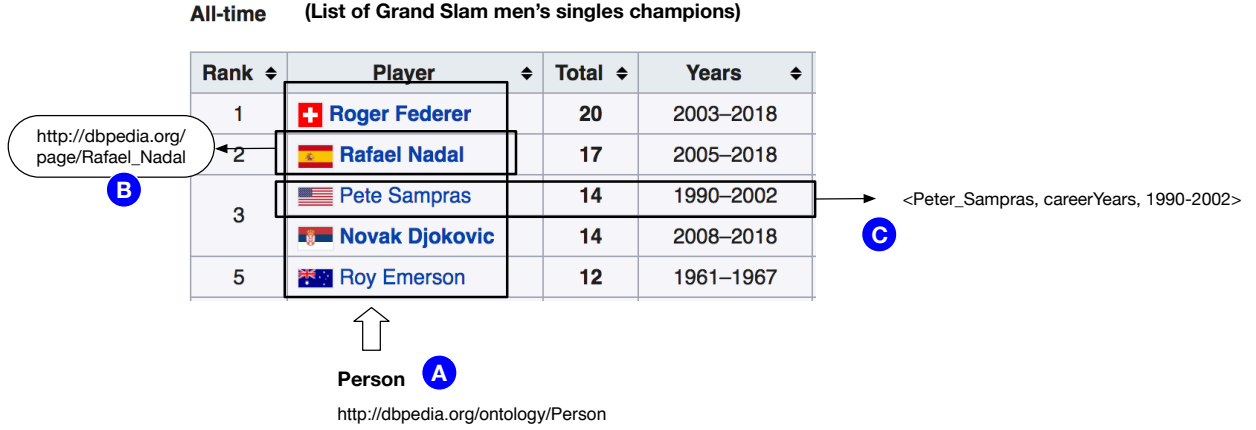 All-time (List of Grand Slam men’s singles champions)
Rank Player Total Years
1 Roger Federer 20 2003–2018
http://dbpedia.org/
page/Rafael_Nadal
B
2 Rafael Nadal 17 2005–2018
3 Pete Sampras 14 1990–2002
<Peter_Sampras, careerYears, 1990-2002>
C
Novak Djokovic 14 2008–2018
5 Roy Emerson 12 1961–1967
Person A
http://dbpedia.org/ontology/Person